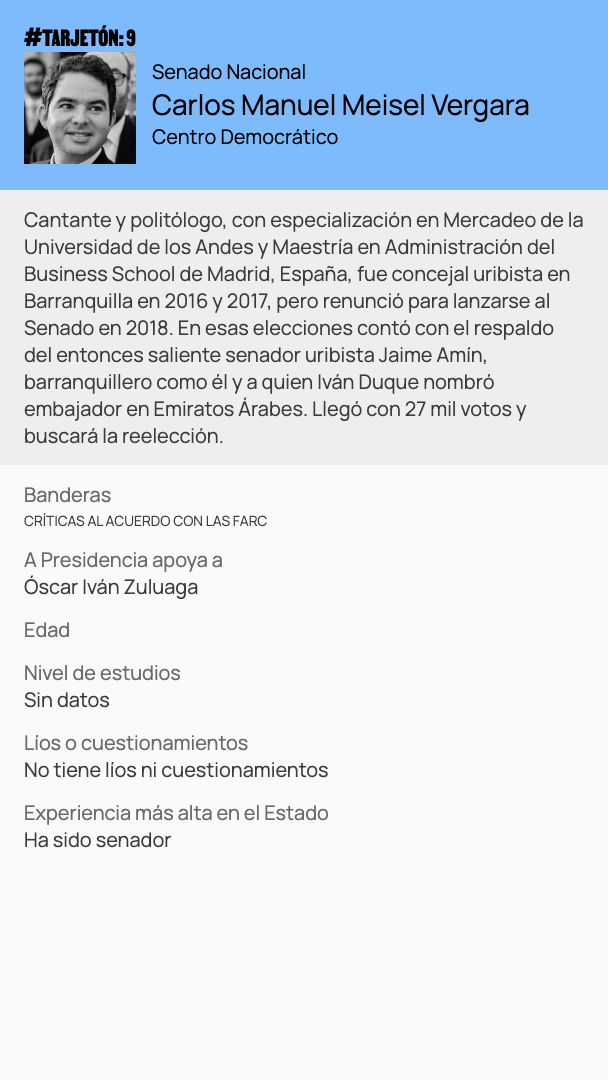 #TARJETÓN: 9
Senado Nacional
Carlos Manuel Meisel Vergara
Centro Democrático
Cantante y politólogo, con especialización en Mercadeo de la
Universidad de los Andes y Maestría en Administración del
Business School de Madrid, España, fue concejal uribista en
Barranquilla en 2016 y 2017, pero renunció para lanzarse al
Senado en 2018. En esas elecciones contó con el respaldo
del entonces saliente senador uribista Jaime Amín,
barranquillero como él y a quien Iván Duque nombró
embajador en Emiratos Árabes. Llegó con 27 mil votos y
buscará la reelección.
Banderas
CRÍTICAS AL ACUERDO CON LAS FARC
A Presidencia apoya a
Óscar Iván Zuluaga
Edad
Nivel de estudios
Sin datos
Líos o cuestionamientos
No tiene líos ni cuestionamientos
Experiencia más alta en el Estado
Ha sido senador